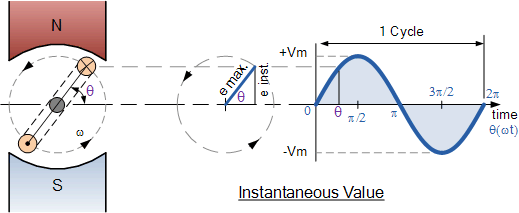 N
θ
ω
S
e max.
θ
e inst.
+Vm
1 Cycle
0
θ
π/2
π
3π/2
2π
time
θ(ωt)
-Vm
Instantaneous Value